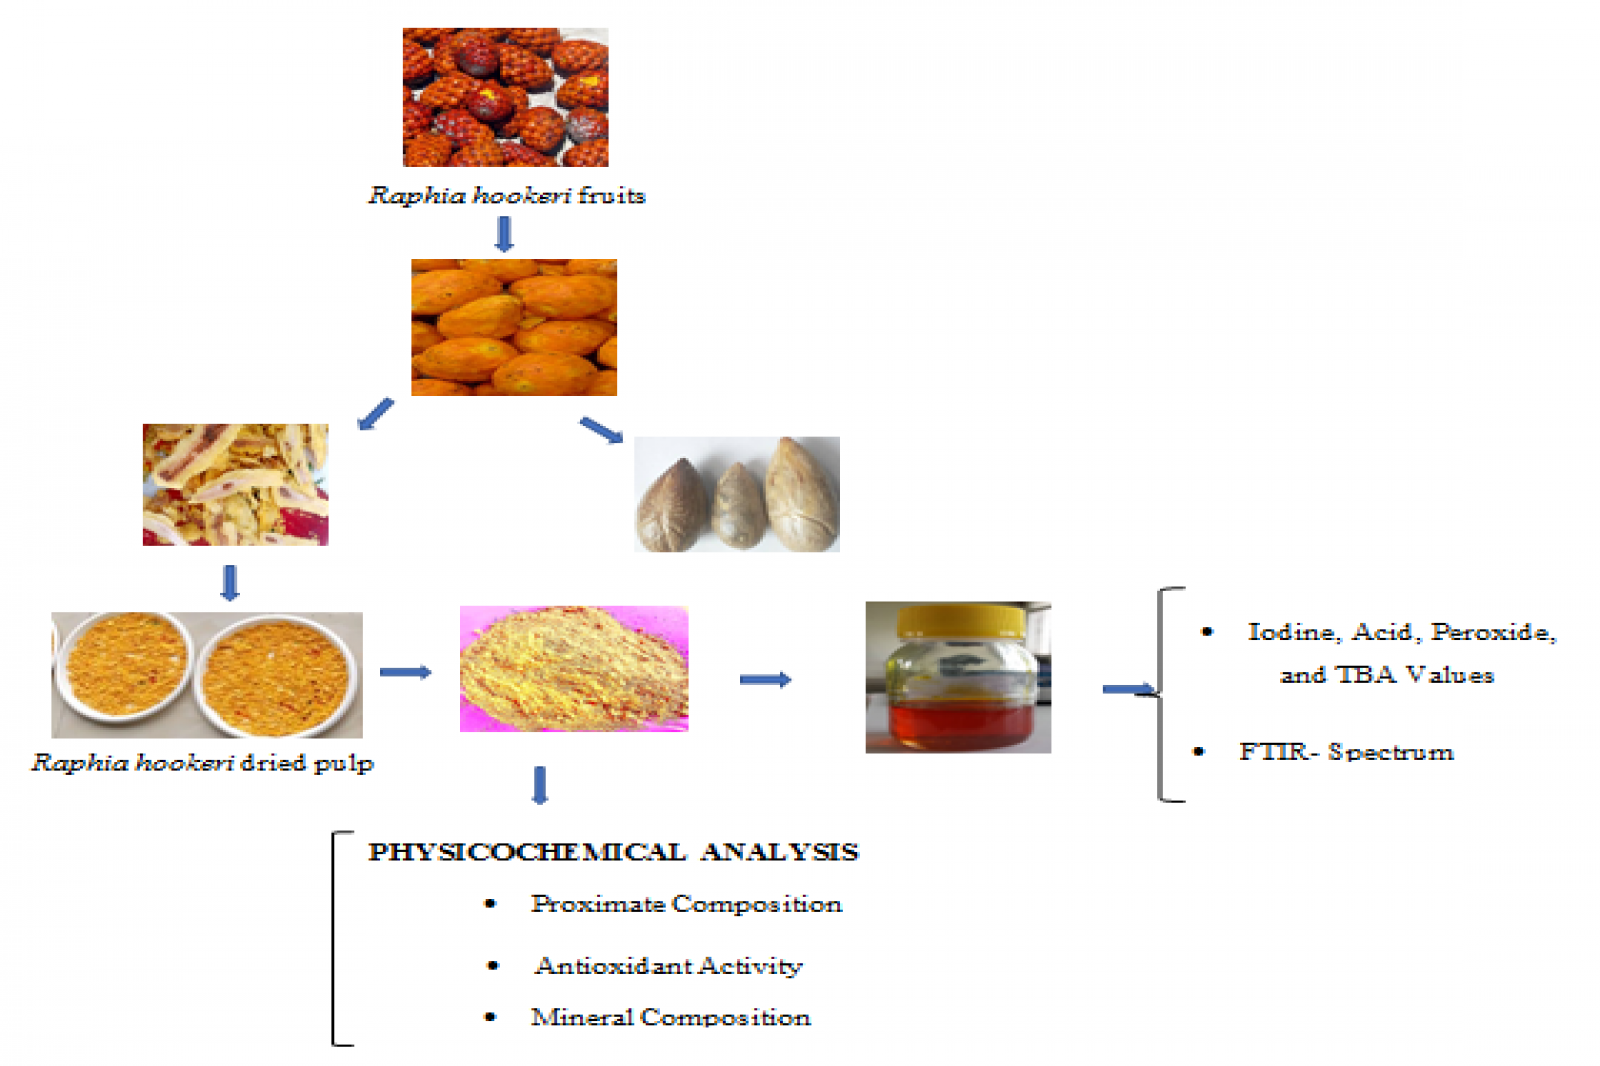 Raphia hookeri fruits
Iodine, Acid, Peroxide,
and TBA Values
FTIR- Spectrum
Raphia hookeri dried pulp
PHYSICOCHEMICAL ANALYSIS
Proximate Composition
Antioxidant Activity
Mineral Composition